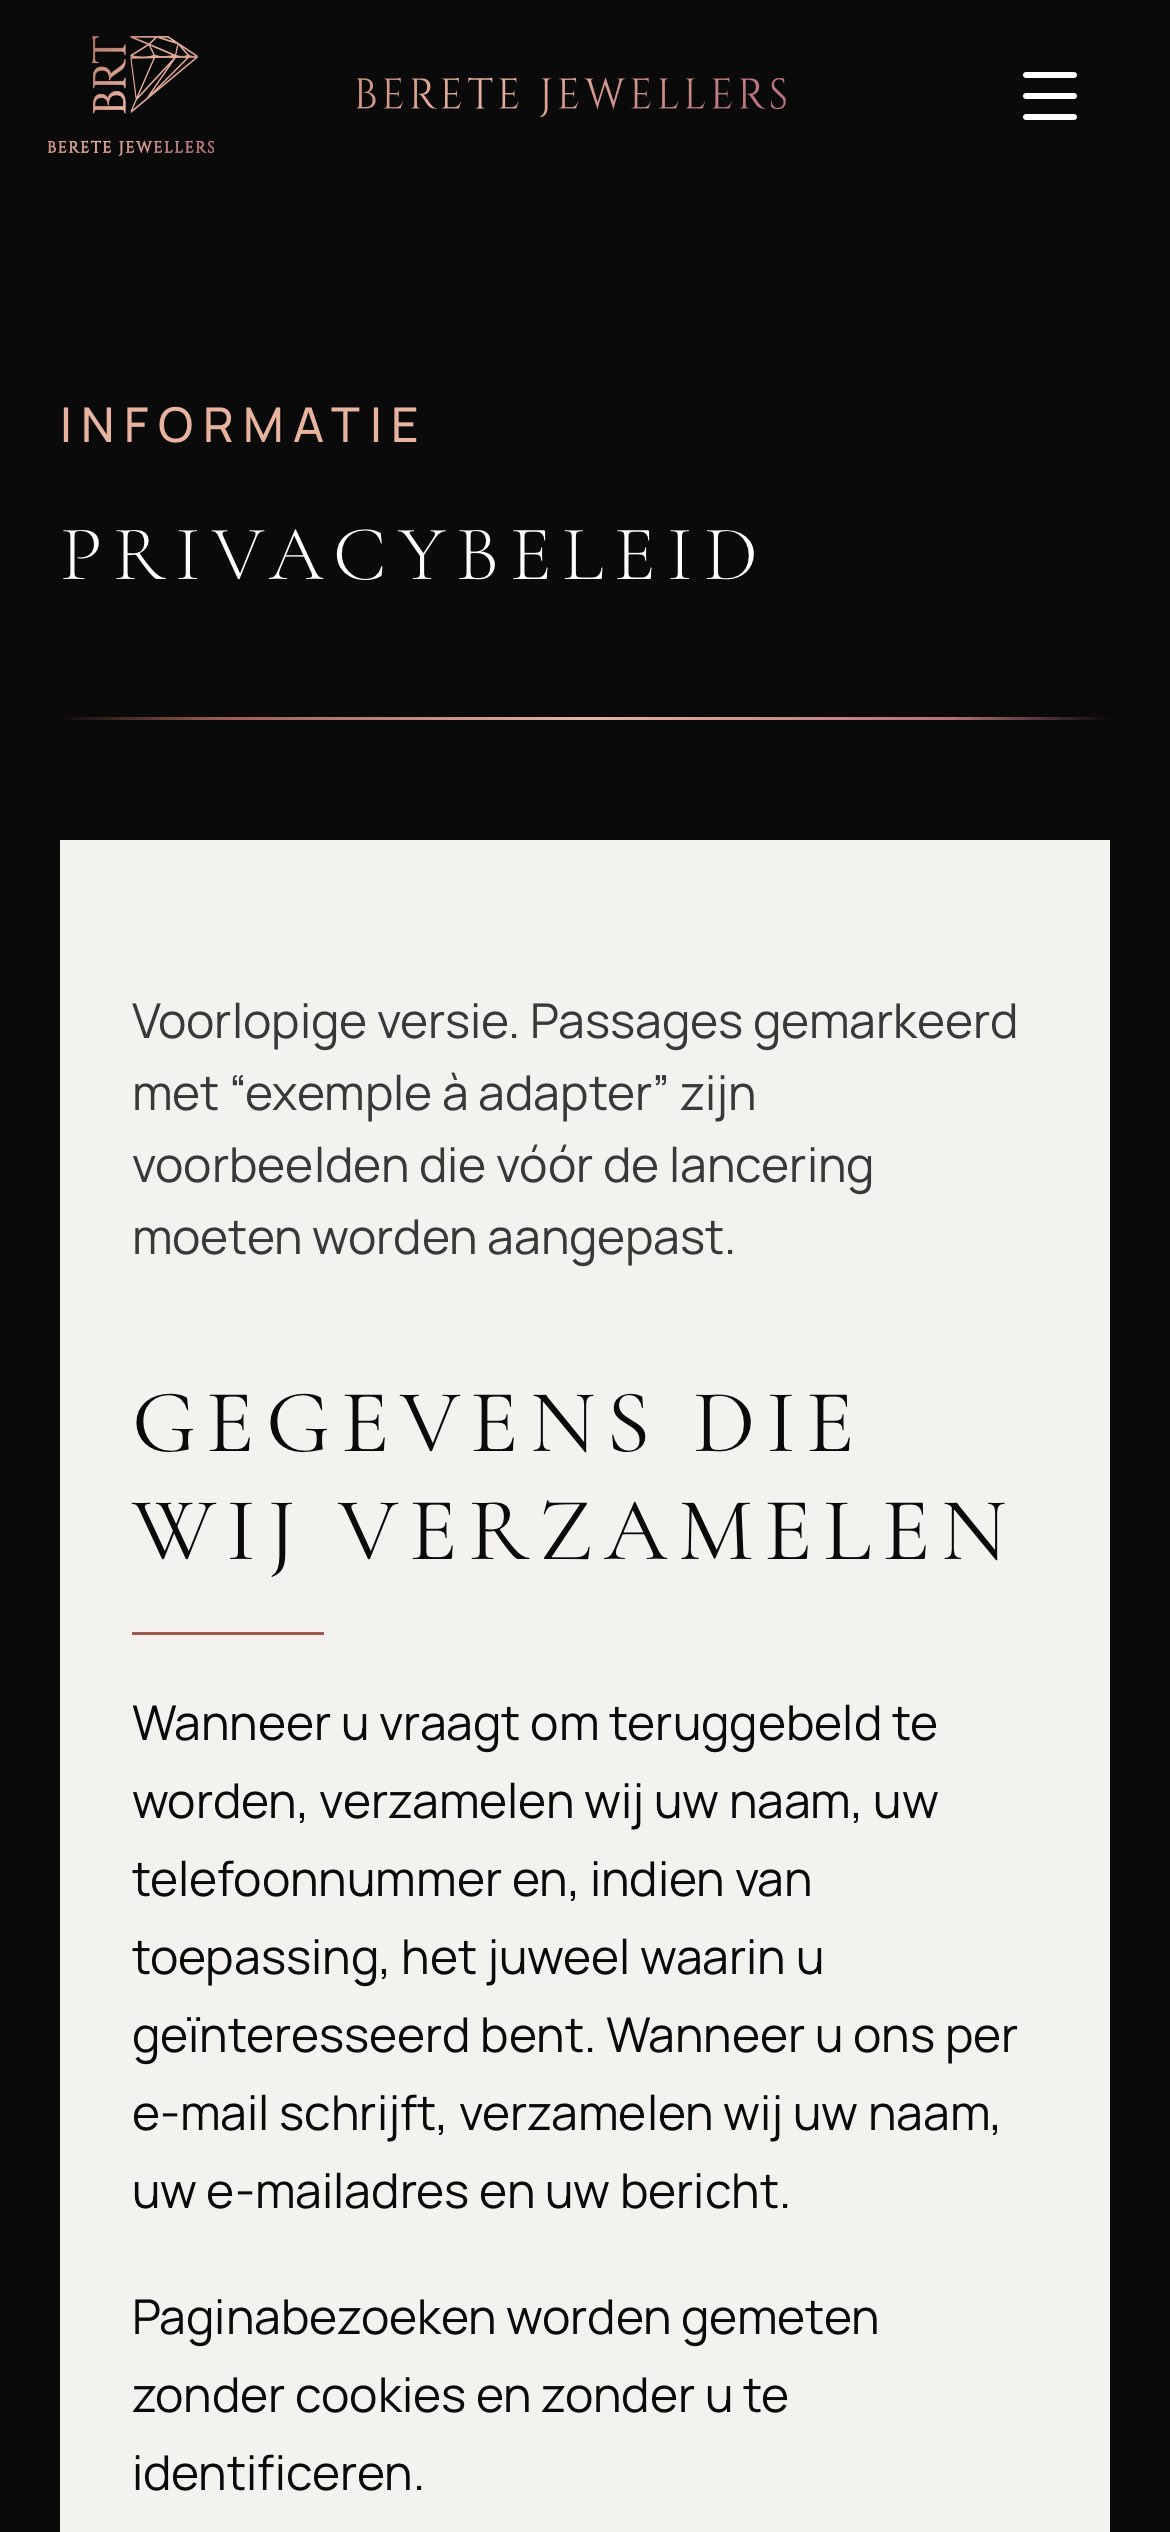 BRT
BERETE JEWELLERS
BERETE JEWELLERS
INFORMATIE
PRIVACYBELEID
Voorlopige versie. Passages gemarkeerd
met “exemple à adapter” zijn
voorbeelden die vóór de lancering
moeten worden aangepast.
GEGEVENS DIE
WIJ VERZAMELEN
Wanneer u vraagt om teruggebeld te
worden, verzamelen wij uw naam, uw
telefoonnummer en, indien van
toepassing, het juweel waarin u
geïnteresseerd bent. Wanneer u ons per
e-mail schrijft, verzamelen wij uw naam,
uw e-mailadres en uw bericht.
Paginabezoeken worden gemeten
zonder cookies en zonder u te
identificeren.